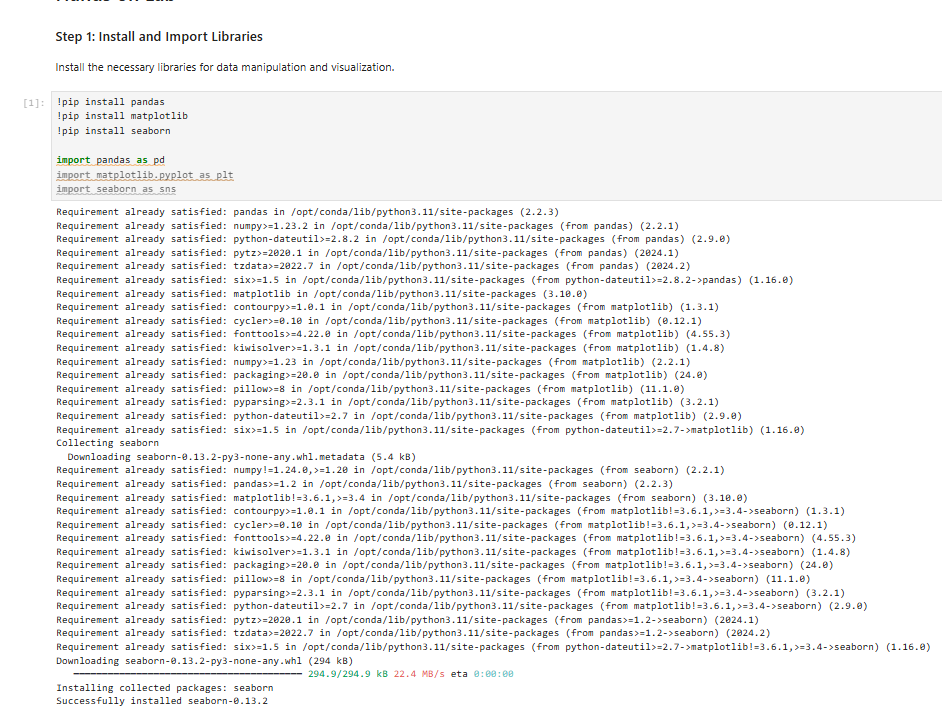 Step 1: Install and Import Libraries
Install the necessary libraries for data manipulation and visualization.
[1]: !pip install pandas
!pip install matplotlib
!pip install seaborn
import pandas as pd
import matplotlib.pyplot as plt
import seaborn as sns
Requirement already satisfied: pandas in /opt/conda/lib/python3.11/site-packages (2.2.3)
Requirement already satisfied: numpy>=1.23.2 in /opt/conda/lib/python3.11/site-packages (from pandas) (2.2.1)
Requirement already satisfied: python-dateutil>=2.8.2 in /opt/conda/lib/python3.11/site-packages (from pandas) (2.9.0)
Requirement already satisfied: pytz>=2020.1 in /opt/conda/lib/python3.11/site-packages (from pandas) (2024.1)
Requirement already satisfied: tzdata>=2022.7 in /opt/conda/lib/python3.11/site-packages (from pandas) (2024.2)
Requirement already satisfied: six>=1.5 in /opt/conda/lib/python3.11/site-packages (from python-dateutil>=2.8.2->pandas) (1.16.0)
Requirement already satisfied: matplotlib in /opt/conda/lib/python3.11/site-packages (3.10.0)
Requirement already satisfied: contourpy>=1.0.1 in /opt/conda/lib/python3.11/site-packages (from matplotlib) (1.3.1)
Requirement already satisfied: cycler>=0.10 in /opt/conda/lib/python3.11/site-packages (from matplotlib) (0.12.1)
Requirement already satisfied: fonttools>=4.22.0 in /opt/conda/lib/python3.11/site-packages (from matplotlib) (4.55.3)
Requirement already satisfied: kiwisolver>=1.3.1 in /opt/conda/lib/python3.11/site-packages (from matplotlib) (1.4.8)
Requirement already satisfied: numpy>=1.23 in /opt/conda/lib/python3.11/site-packages (from matplotlib) (2.2.1)
Requirement already satisfied: packaging>=20.0 in /opt/conda/lib/python3.11/site-packages (from matplotlib) (24.0)
Requirement already satisfied: pillow>=8 in /opt/conda/lib/python3.11/site-packages (from matplotlib) (11.1.0)
Requirement already satisfied: pyparsing>=2.3.1 in /opt/conda/lib/python3.11/site-packages (from matplotlib) (3.2.1)
Requirement already satisfied: python-dateutil>=2.7 in /opt/conda/lib/python3.11/site-packages (from matplotlib) (2.9.0)
Requirement already satisfied: six>=1.5 in /opt/conda/lib/python3.11/site-packages (from python-dateutil>=2.7->matplotlib) (1.16.0)
Collecting seaborn
Downloading seaborn-0.13.2-py3-none-any.whl.metadata (5.4 kB)
Requirement already satisfied: numpy!=1.24.0,>=1.20 in /opt/conda/lib/python3.11/site-packages (from seaborn) (2.2.1)
Requirement already satisfied: pandas>=1.2 in /opt/conda/lib/python3.11/site-packages (from seaborn) (2.2.3)
Requirement already satisfied: matplotlib!=3.6.1,>=3.4 in /opt/conda/lib/python3.11/site-packages (from seaborn) (3.10.0)
Requirement already satisfied: contourpy>=1.0.1 in /opt/conda/lib/python3.11/site-packages (from matplotlib!=3.6.1,>=3.4->seaborn) (1.3.1)
Requirement already satisfied: cycler>=0.10 in /opt/conda/lib/python3.11/site-packages (from matplotlib!=3.6.1,>=3.4->seaborn) (0.12.1)
Requirement already satisfied: fonttools>=4.22.0 in /opt/conda/lib/python3.11/site-packages (from matplotlib!=3.6.1,>=3.4->seaborn) (4.55.3)
Requirement already satisfied: kiwisolver>=1.3.1 in /opt/conda/lib/python3.11/site-packages (from matplotlib!=3.6.1,>=3.4->seaborn) (1.4.8)
Requirement already satisfied: packaging>=20.0 in /opt/conda/lib/python3.11/site-packages (from matplotlib!=3.6.1,>=3.4->seaborn) (24.0)
Requirement already satisfied: pillow>=8 in /opt/conda/lib/python3.11/site-packages (from matplotlib!=3.6.1,>=3.4->seaborn) (11.1.0)
Requirement already satisfied: pyparsing>=2.3.1 in /opt/conda/lib/python3.11/site-packages (from matplotlib!=3.6.1,>=3.4->seaborn) (3.2.1)
Requirement already satisfied: python-dateutil>=2.7 in /opt/conda/lib/python3.11/site-packages (from matplotlib!=3.6.1,>=3.4->seaborn) (2.9.0)
Requirement already satisfied: pytz>=2020.1 in /opt/conda/lib/python3.11/site-packages (from pandas>=1.2->seaborn) (2024.1)
Requirement already satisfied: tzdata>=2022.7 in /opt/conda/lib/python3.11/site-packages (from pandas>=1.2->seaborn) (2024.2)
Requirement already satisfied: six>=1.5 in /opt/conda/lib/python3.11/site-packages (from python-dateutil>=2.7->matplotlib!=3.6.1,>=3.4->seaborn) (1.16.0)
Downloading seaborn-0.13.2-py3-none-any.whl (294 kB)
294.9/294.9 kB 22.4 MB/s eta 0:00:00
Installing collected packages: seaborn
Successfully installed seaborn-0.13.2